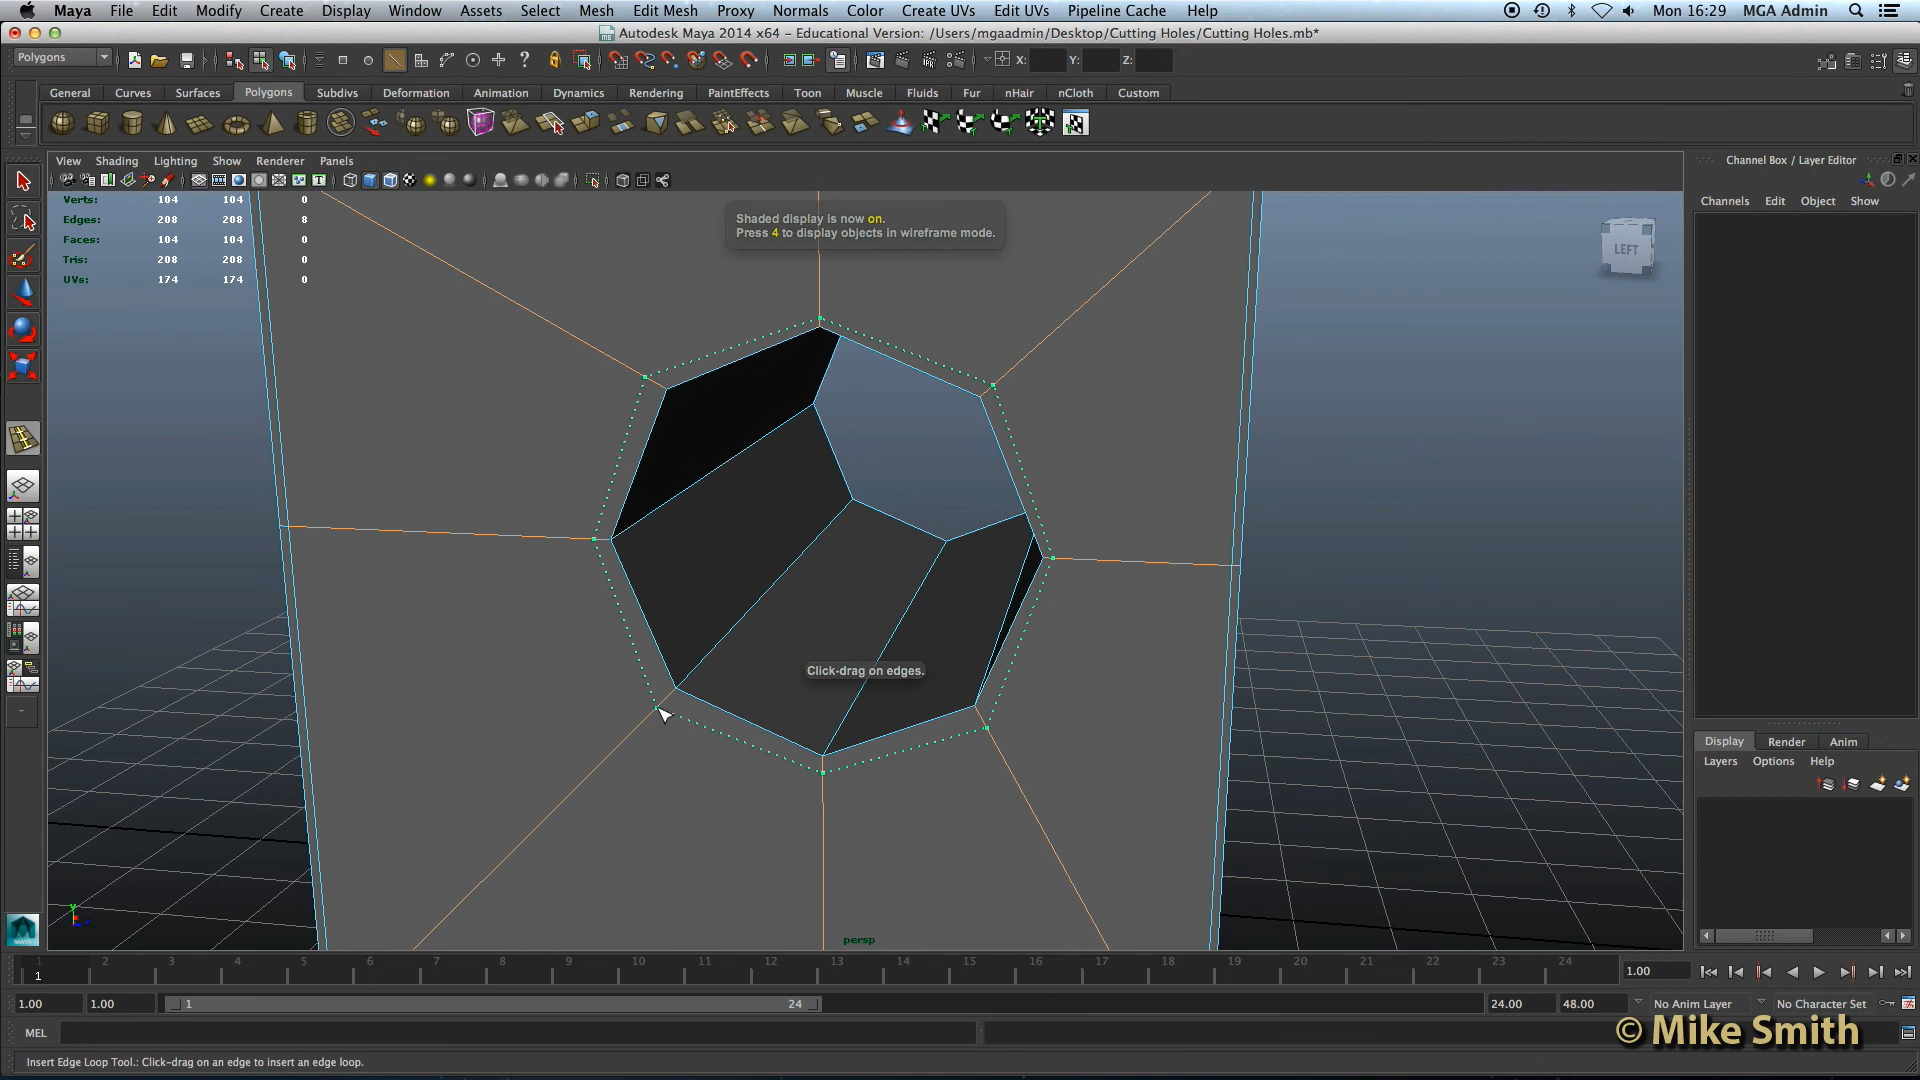 Maya File Edit Modify Create Display Window Assets Select Mesh Edit Mesh Proxy Normals Color Create UVs Edit UVs Pipeline Cache Help Mon 16:29 MGA Admin
Autodesk Maya 2014 x64 - Educational Version: /Users/mgaadmin/Desktop/Cutting Holes/Cutting Holes.mb*
Polygons X: Y: Z:
General Curves Surfaces Polygons Subdivs Deformation Animation Dynamics Rendering PaintEffects Toon Muscle Fluids Fur nHair nCloth Custom
View Shading Lighting Show Renderer Panels
Channel Box / Layer Editor
Channels Edit Object Show
Verts: 104 104 0
Edges: 208 208 8
Faces: 104 104 0
Tris: 208 208 0
UVs: 174 174 0
Shaded display is now on.
Press 4 to display objects in wireframe mode.
LEFT
Click-drag on edges.
Display Render Anim
Layers Options Help
persp
1 2 3 4 5 6 7 8 9 10 11 12 13 14 15 16 17 18 19 20 21 22 23 24
1 1.00
1.00 1.00 1 24 24.00 48.00 No Anim Layer No Character Set
MEL
© Mike Smith
Insert Edge Loop Tool.: Click-drag on an edge to insert an edge loop.